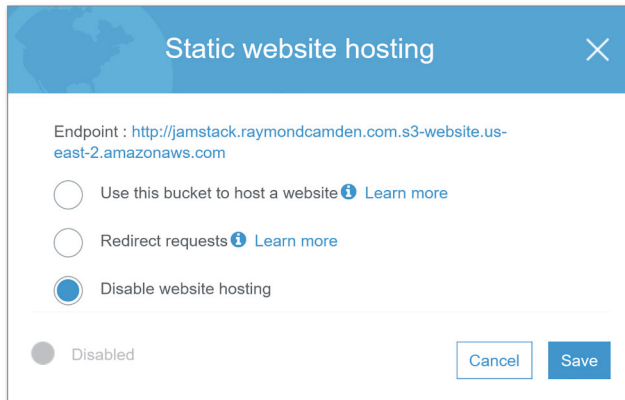 Static website hosting
Endpoint : http://jamstack.raymondcamden.com.s3-website.us-
east-2.amazonaws.com
Use this bucket to host a website Learn more
Redirect requests Learn more
Disable website hosting
Disabled
Cancel Save